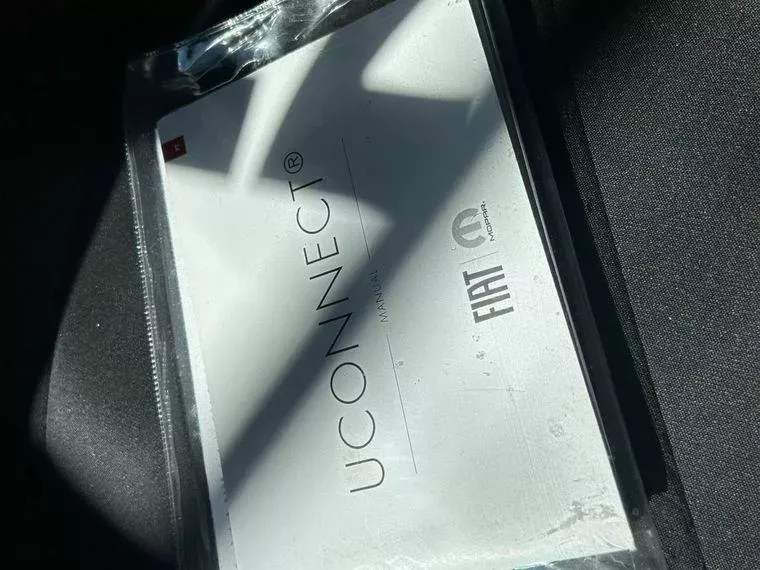 UCONNECT®
MANUAL
FIAT
MOPAR.